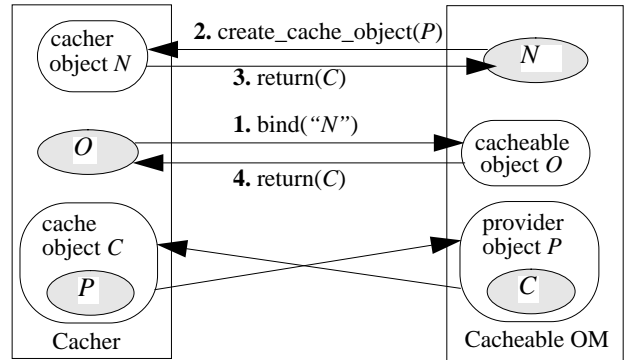 cacher
object N
2. create_cache_object(P)
N
3. return(C)
O
1. bind(“N”)
cacheable
object O
4. return(C)
cache
object C
P
provider
object P
C
Cacher
Cacheable OM